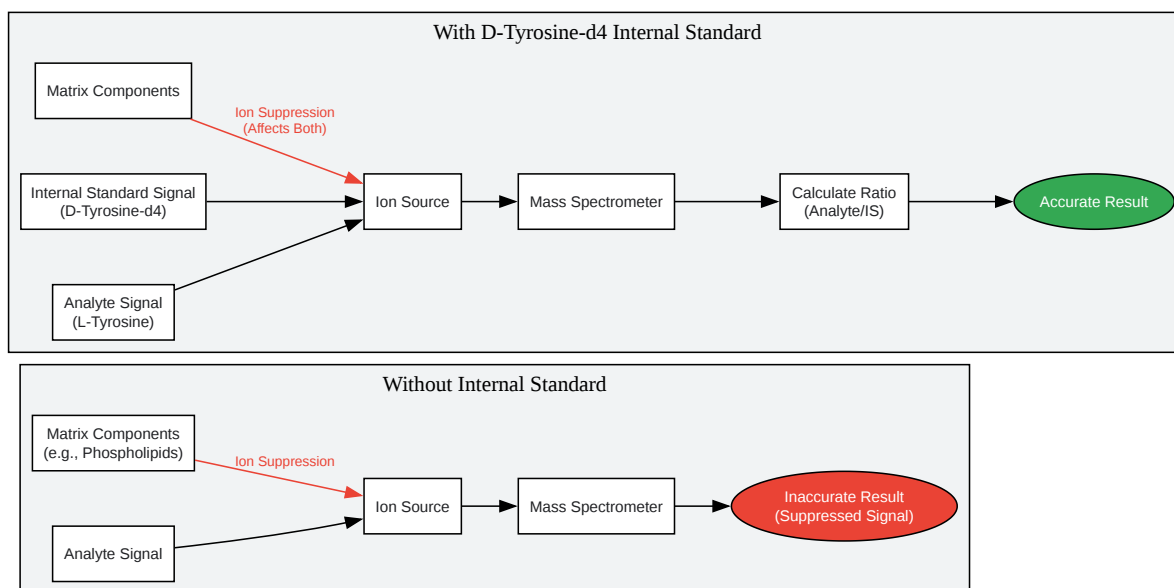 With D-Tyrosine-d4 Internal Standard
Matrix Components
Ion Suppression
(Affects Both)
Internal Standard Signal
(D-Tyrosine-d4)
Ion Source
Mass Spectrometer
Calculate Ratio
(Analyte/IS)
Accurate Result
Analyte Signal
(L-Tyrosine)
Without Internal Standard
Matrix Components
(e.g., Phospholipids)
Ion Suppression
Ion Source
Mass Spectrometer
Inaccurate Result
(Suppressed Signal)
Analyte Signal